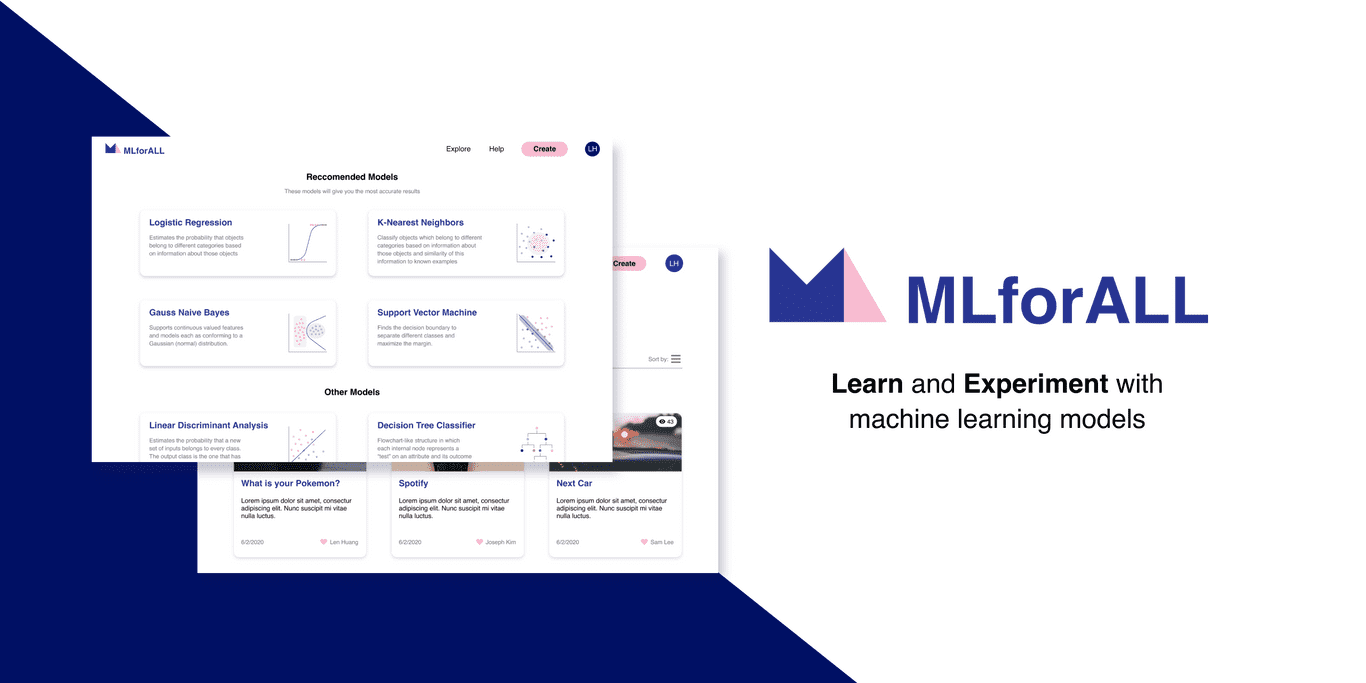 MLforALL
Explore
Help
Create
LH
Reccomended Models
These models will give you the most accurate results
Logistic Regression
Estimates the probability that objects
belong to different categories based
on information about those objects
K-Nearest Neighbors
Classify objects which belong to different
categories based on information about
those objects and similarity of this
information to known examples
Gauss Naive Bayes
Supports continuous valued features
and models each as conforming to a
Gaussian (normal) distribution.
Support Vector Machine
Finds the decision boundary to
separate different classes and
maximize the margin.
Other Models
Linear Discriminant Analysis
Estimates the probability that a new
set of inputs belongs to every class.
The output class is the one that has
Decision Tree Classifier
Flowchart-like structure in which
each internal node represents a
"test" on an attribute and its outcome
Create
LH
Sort by:
43
What is your Pokemon?
Lorem ipsum dolor sit amet, consectur
adipiscing elit. Nunc suscipit mi vitae
nulla luctus.
6/2/2020
Len Huang
Spotify
Lorem ipsum dolor sit amet, consectur
adipiscing elit. Nunc suscipit mi vitae
nulla luctus.
6/2/2020
Joseph Kim
Next Car
Lorem ipsum dolor sit amet, consectur
adipiscing elit. Nunc suscipit mi vitae
nulla luctus.
6/2/2020
Sam Lee
MLforALL
Learn and Experiment with
machine learning models